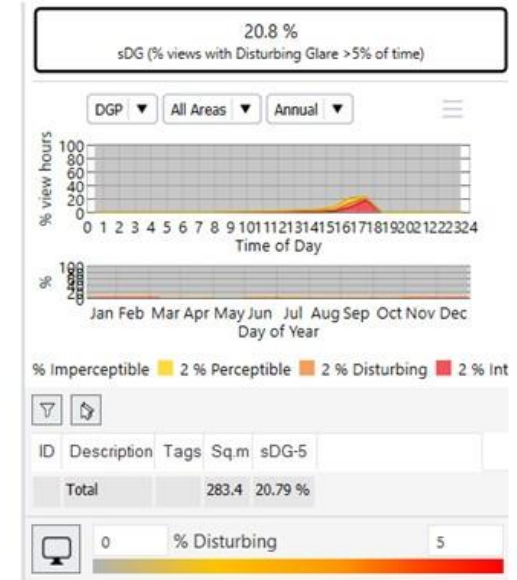 20.8 %
sDG (% views with Disturbing Glare >5% of time)
DGP ▼ All Areas ▼ Annual ▼
% view hours
100
80
60
40
20
0
0 1 2 3 4 5 6 7 8 9 101112131415161718192021222324
Time of Day
%
100
Jan Feb Mar Apr May Jun Jul Aug Sep Oct Nov Dec
Day of Year
% Imperceptible 2 % Perceptible 2 % Disturbing 2 % Int
ID Description Tags Sq.m sDG-5
Total 283.4 20.79 %
0 % Disturbing 5